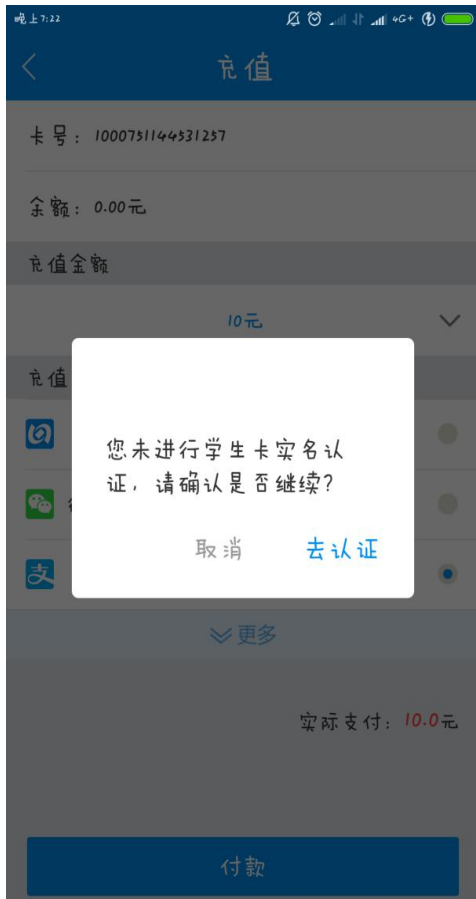 晚上7:22
4G+
充值
卡号：1000751144531257
余额：0.00元
充值金额
10元
充值
您未进行学生卡实名认
证，请确认是否继续？
取消 去认证
支
更多
实际支付：10.0元
付款